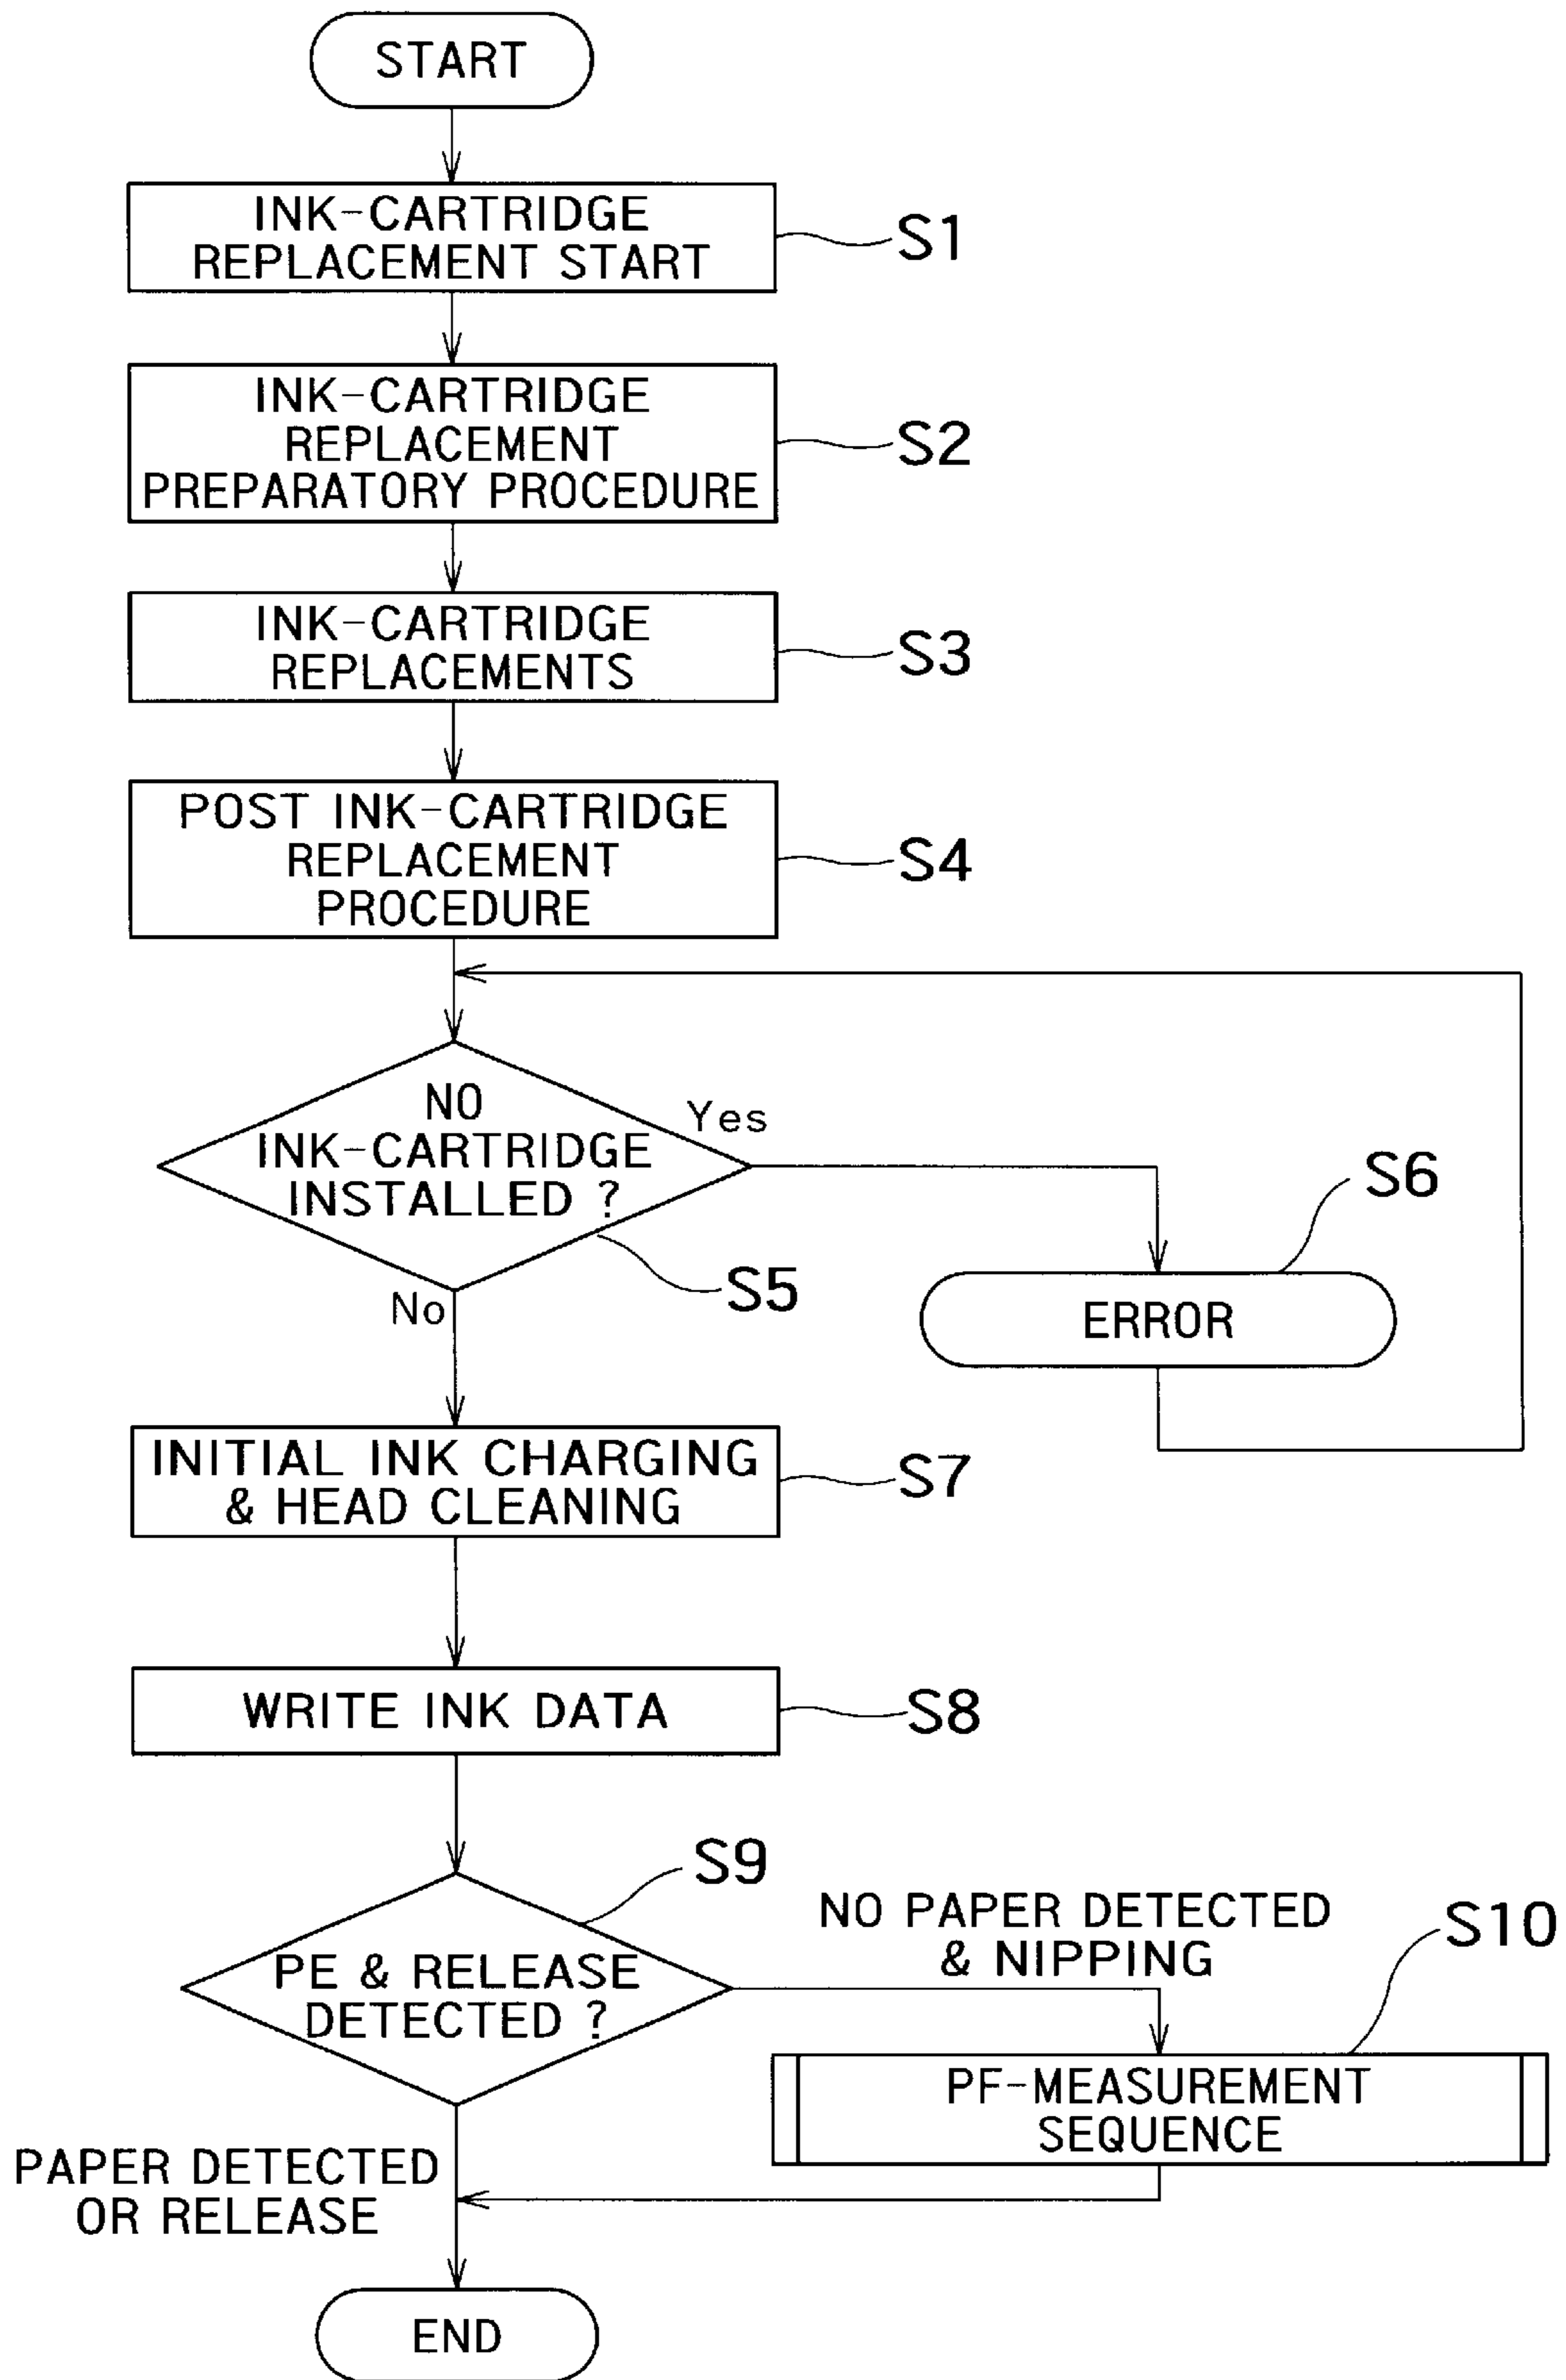 START
INK-CARTRIDGE
REPLACEMENT START
S1
INK-CARTRIDGE
REPLACEMENT
PREPARATORY PROCEDURE
S2
INK-CARTRIDGE
REPLACEMENTS
S3
POST INK-CARTRIDGE
REPLACEMENT
PROCEDURE
S4
NO
INK-CARTRIDGE
INSTALLED ?
Yes
S5
No
S6
ERROR
INITIAL INK CHARGING
& HEAD CLEANING
S7
WRITE INK DATA
S8
S9
PE & RELEASE
DETECTED ?
NO PAPER DETECTED
& NIPPING
S10
PF-MEASUREMENT
SEQUENCE
PAPER DETECTED
OR RELEASE
END